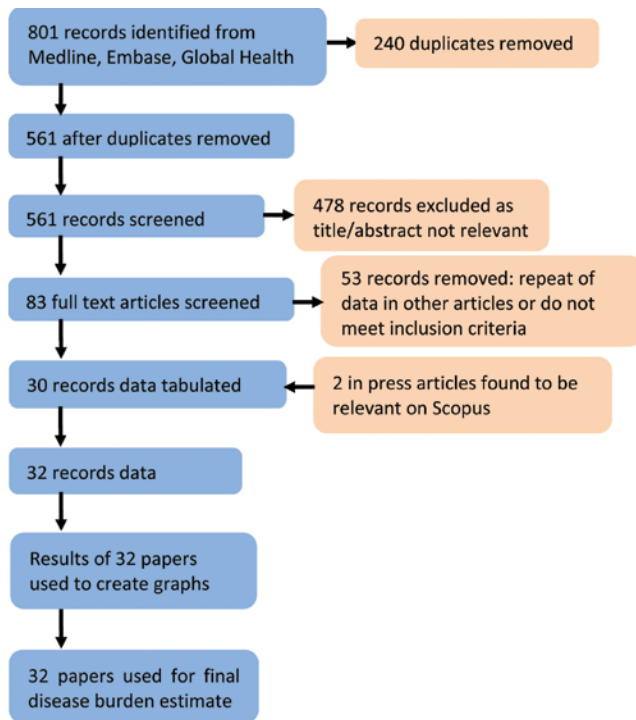 801 records identified from
Medline, Embase, Global Health
240 duplicates removed
561 after duplicates removed
561 records screened
478 records excluded as
title/abstract not relevant
83 full text articles screened
53 records removed: repeat of
data in other articles or do not
meet inclusion criteria
30 records data tabulated
2 in press articles found to be
relevant on Scopus
32 records data
Results of 32 papers
used to create graphs
32 papers used for final
disease burden estimate